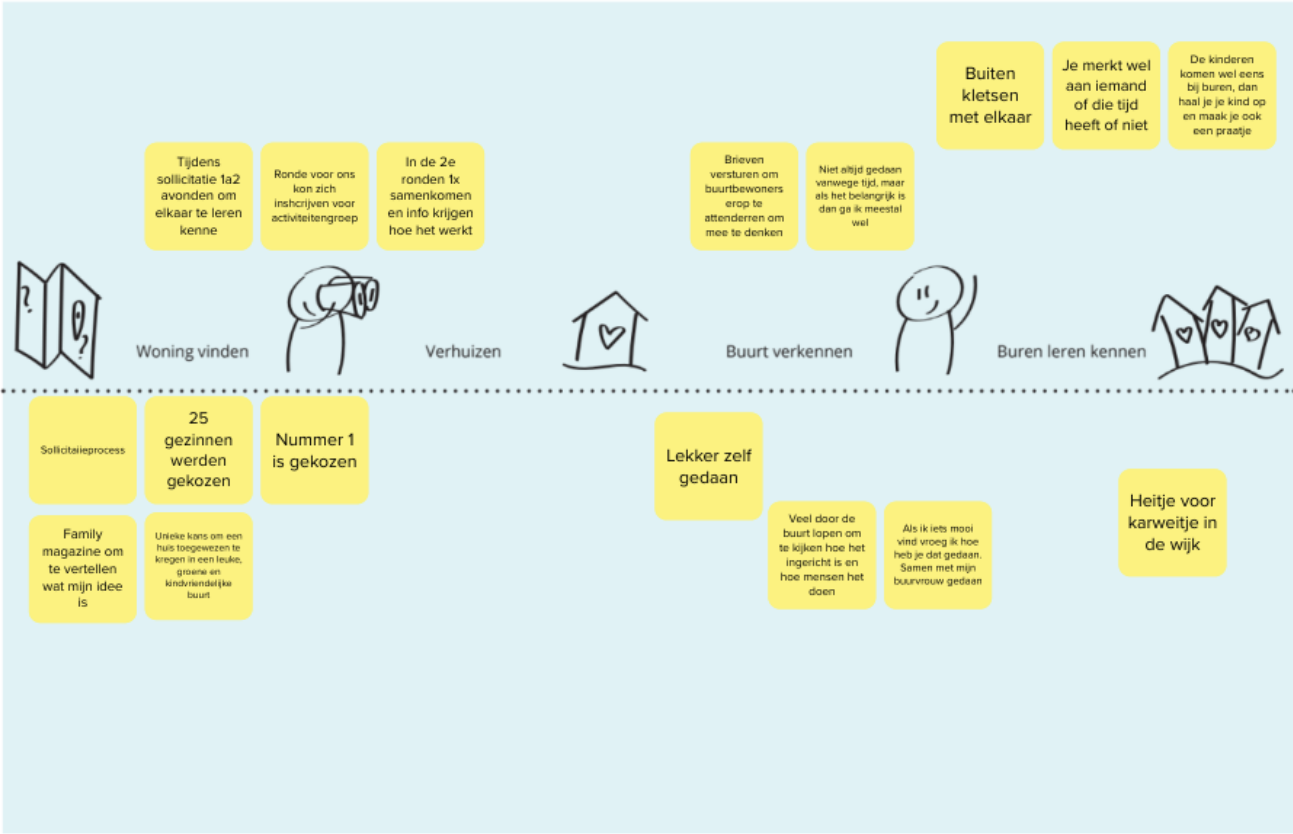 Buiten
kletsen
met elkaar
Je merkt wel
aan iemand
of die tijd
heeft of niet
De kinderen
komen wel eens
bij buren, dan
haal je je kind op
en maak je ook
een praatje
Tijdens
sollicitatie 1a2
avonden om
elkaar te leren
kenne
Ronde voor ons
kon zich
inshcrijven voor
activiteitengroep
In de 2e
ronden 1x
samenkomen
en info krijgen
hoe het werkt
Brieven
versturen om
buurtbewoners
erop te
attenderren om
mee te denken
Niet altijd gedaan
vanwege tijd, maar
als het belangrijk is
dan ga ik meestal
wel
Woning vinden
Verhuizen
Buurt verkennen
Buren leren kennen
Sollicitaiieprocess
25
gezinnen
werden
gekozen
Nummer 1
is gekozen
Family
magazine om
te vertellen
wat mijn idee
is
Unieke kans om een
huis toegewezen te
kregen in een leuke,
groene en
kindvriendelijke
buurt
Lekker zelf
gedaan
Veel door de
buurt lopen om
te kijken hoe het
ingericht is en
hoe mensen het
doen
Als ik iets mooi
vind vroeg ik hoe
heb je dat gedaan.
Samen met mijn
buurvrouw gedaan
Heitje voor
karweitje in
de wijk